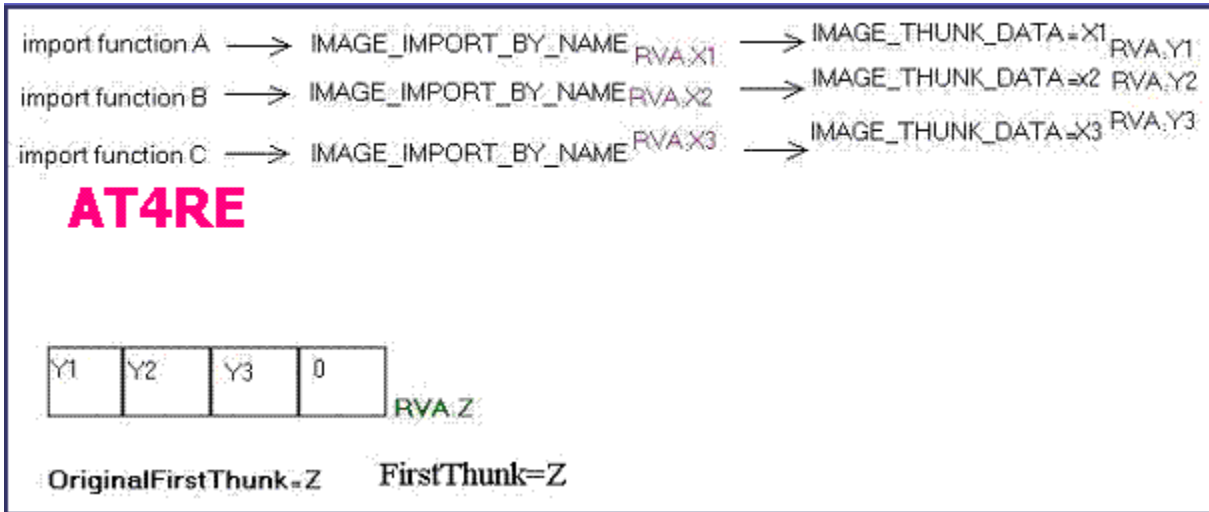 import function A IMAGE_IMPORT_BY_NAME RVA:X1 IMAGE_THUNK_DATA=X1 RVA:Y1
import function B IMAGE_IMPORT_BY_NAME RVA:X2 IMAGE_THUNK_DATA=x2 RVA:Y2
import function C IMAGE_IMPORT_BY_NAME RVA:X3 IMAGE_THUNK_DATA=X3 RVA:Y3
AT4RE
Y1 Y2 Y3 0
RVA:Z
OriginalFirstThunk=Z FirstThunk=Z